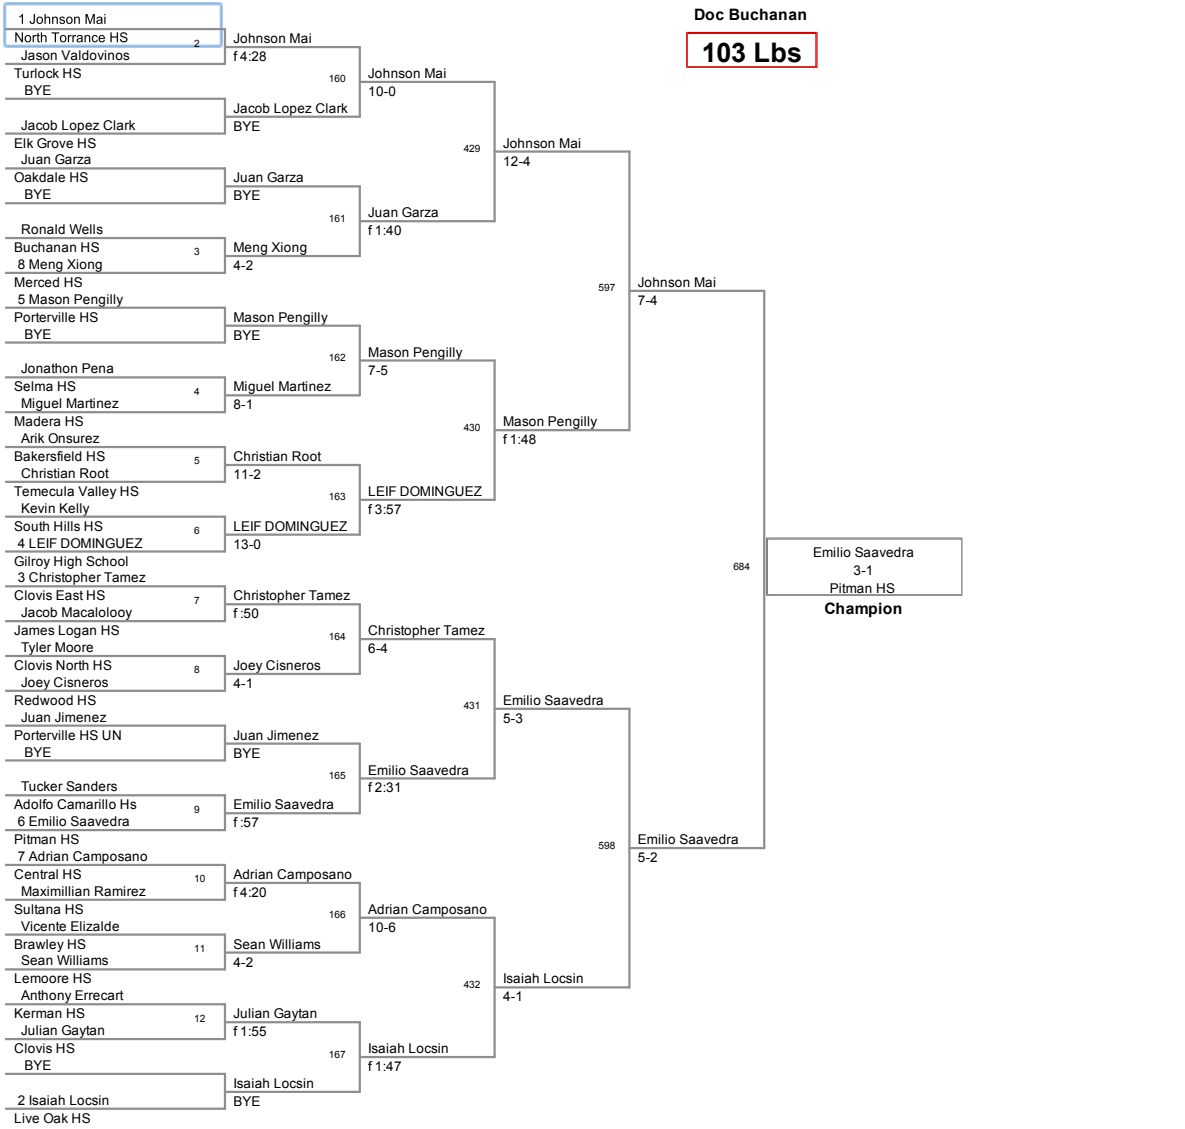 Doc Buchanan
103 Lbs
1 Johnson Mai
North Torrance HS
2
Jason Valdovinos
Turlock HS
BYE
Jacob Lopez Clark
Elk Grove HS
Juan Garza
Oakdale HS
BYE
Ronald Wells
Buchanan HS
3
8 Meng Xiong
Merced HS
5 Mason Pengilly
Porterville HS
BYE
Jonathon Pena
Selma HS
4
Miguel Martinez
Madera HS
Arik Onsurez
Bakersfield HS
5
Christian Root
Temecula Valley HS
Kevin Kelly
South Hills HS
6
4 LEIF DOMINGUEZ
Gilroy High School
3 Christopher Tamez
Clovis East HS
7
Jacob Macalolooy
James Logan HS
Tyler Moore
Clovis North HS
8
Joey Cisneros
Redwood HS
Juan Jimenez
Porterville HS UN
BYE
Tucker Sanders
Adolfo Camarillo Hs
9
6 Emilio Saavedra
Pitman HS
7 Adrian Camposano
Central HS
10
Maximillian Ramirez
Sultana HS
Vicente Elizalde
Brawley HS
11
Sean Williams
Lemoore HS
Anthony Errecart
Kerman HS
12
Julian Gaytan
Clovis HS
BYE
2 Isaiah Locsin
Live Oak HS
Johnson Mai
f 4:28
160
Jacob Lopez Clark
BYE
Juan Garza
BYE
161
Meng Xiong
4-2
Mason Pengilly
BYE
162
Miguel Martinez
8-1
Christian Root
11-2
163
LEIF DOMINGUEZ
13-0
Christopher Tamez
f :50
164
Joey Cisneros
4-1
Juan Jimenez
BYE
165
Emilio Saavedra
f :57
Adrian Camposano
f 4:20
166
Sean Williams
4-2
Julian Gaytan
f 1:55
167
Isaiah Locsin
BYE
Johnson Mai
10-0
429
Juan Garza
f 1:40
Mason Pengilly
7-5
430
LEIF DOMINGUEZ
f 3:57
Christopher Tamez
6-4
431
Emilio Saavedra
f 2:31
Adrian Camposano
10-6
432
Isaiah Locsin
f 1:47
Johnson Mai
12-4
597
Mason Pengilly
f 1:48
Emilio Saavedra
5-3
598
Isaiah Locsin
4-1
Johnson Mai
7-4
684
Emilio Saavedra
5-2
Emilio Saavedra
3-1
Pitman HS
Champion